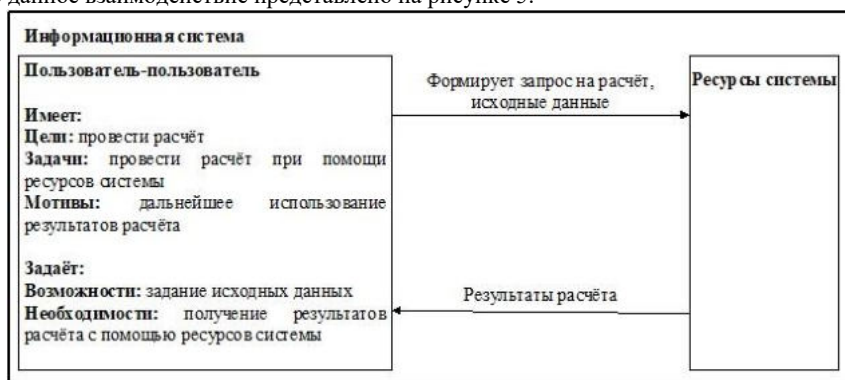 данное взаимодействие представлено на рисунке 3.
Информационная система
Пользователь-пользователь
Имеет:
Цели: провести расчёт
Задачи: провести расчёт при помощи
ресурсов системы
Мотивы: дальнейшее использование
результатов расчёта
Задаёт:
Возможности: задание исходных данных
Необходимости: получение результатов
расчёта с помощью ресурсов системы
Формирует запрос на расчёт,
исходные данные
Результаты расчёта
Ресурсы системы